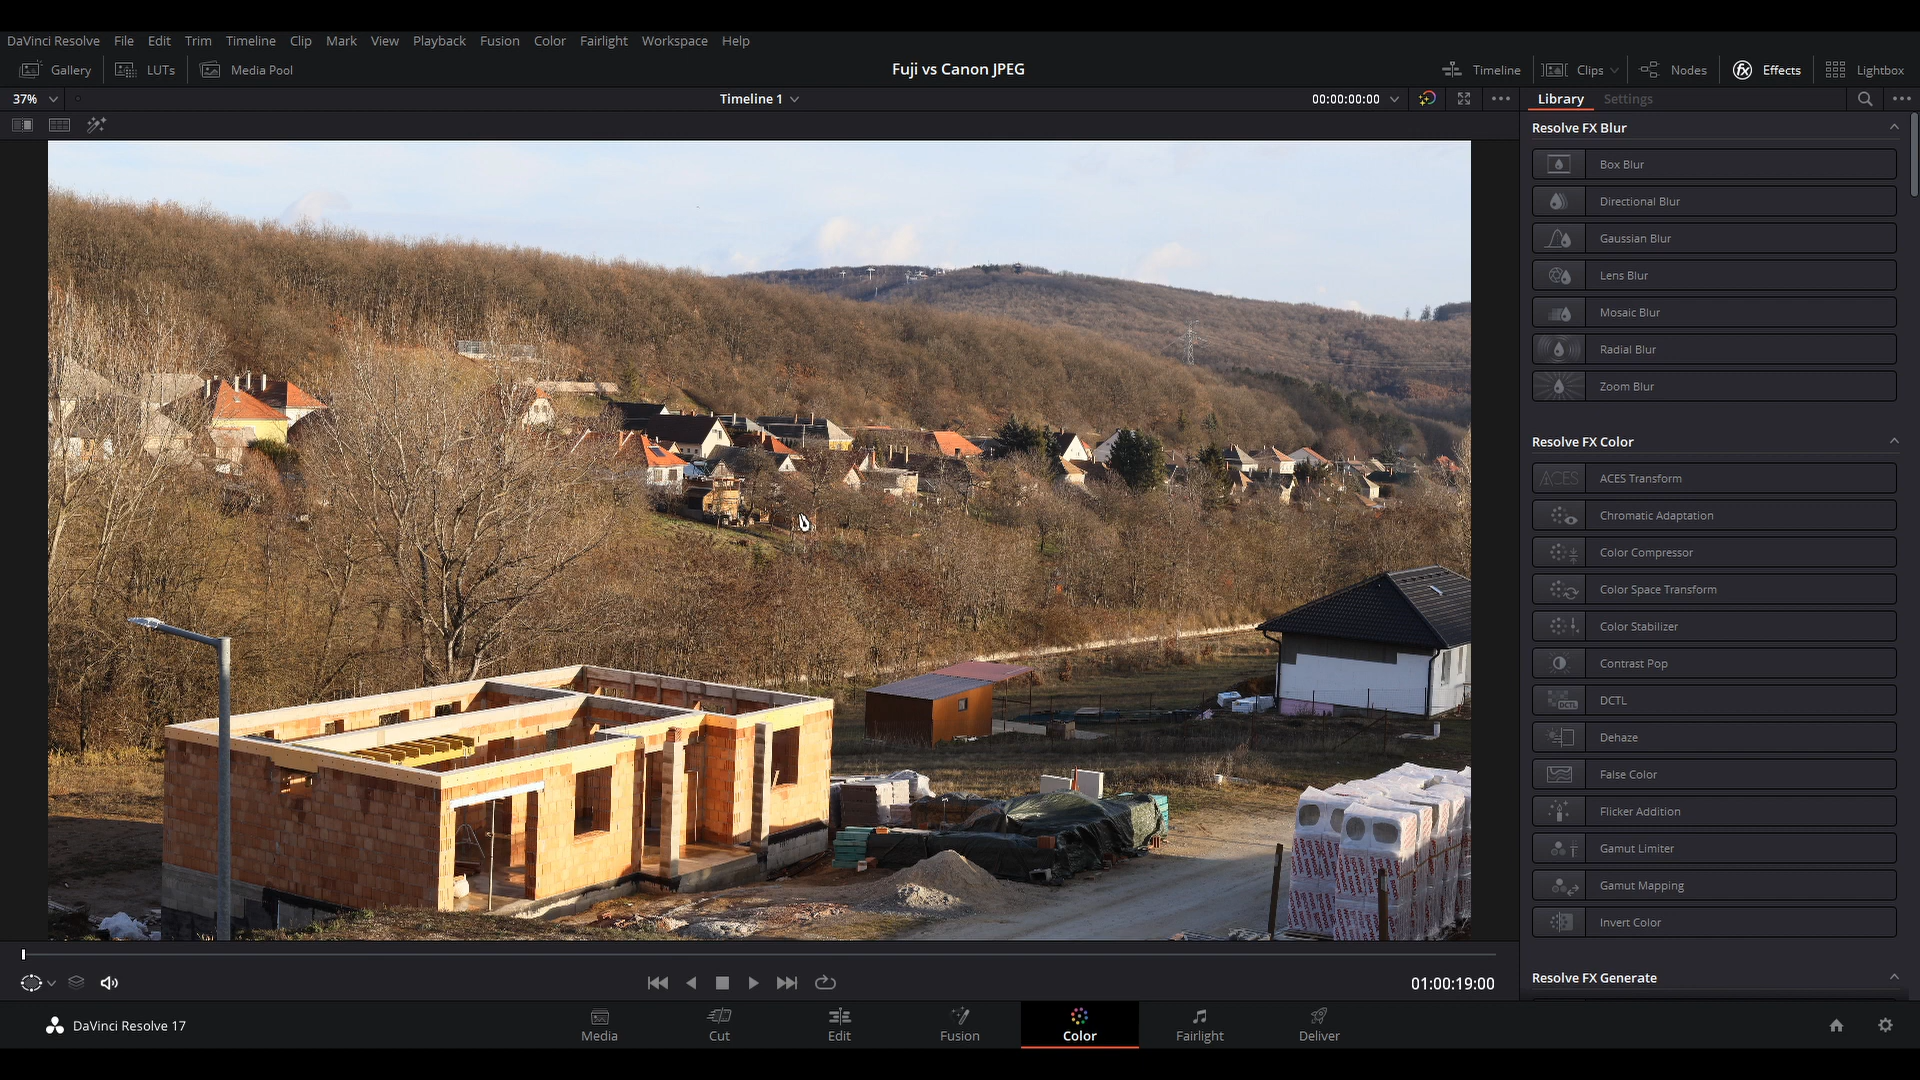 DaVinci Resolve File Edit Trim Timeline Clip Mark View Playback Fusion Color Fairlight Workspace Help
Gallery LUTs Media Pool Fuji vs Canon JPEG Timeline Clips Nodes Effects Lightbox
37% Timeline 1 00:00:00:00 Library Settings
Resolve FX Blur
Box Blur
Directional Blur
Gaussian Blur
Lens Blur
Mosaic Blur
Radial Blur
Zoom Blur
Resolve FX Color
ACES ACES Transform
Chromatic Adaptation
Color Compressor
Color Space Transform
Color Stabilizer
Contrast Pop
DCTL DCTL
Dehaze
False Color
Flicker Addition
Gamut Limiter
Gamut Mapping
Invert Color
Resolve FX Generate
01:00:19:00
DaVinci Resolve 17 Media Cut Edit Fusion Color Fairlight Deliver